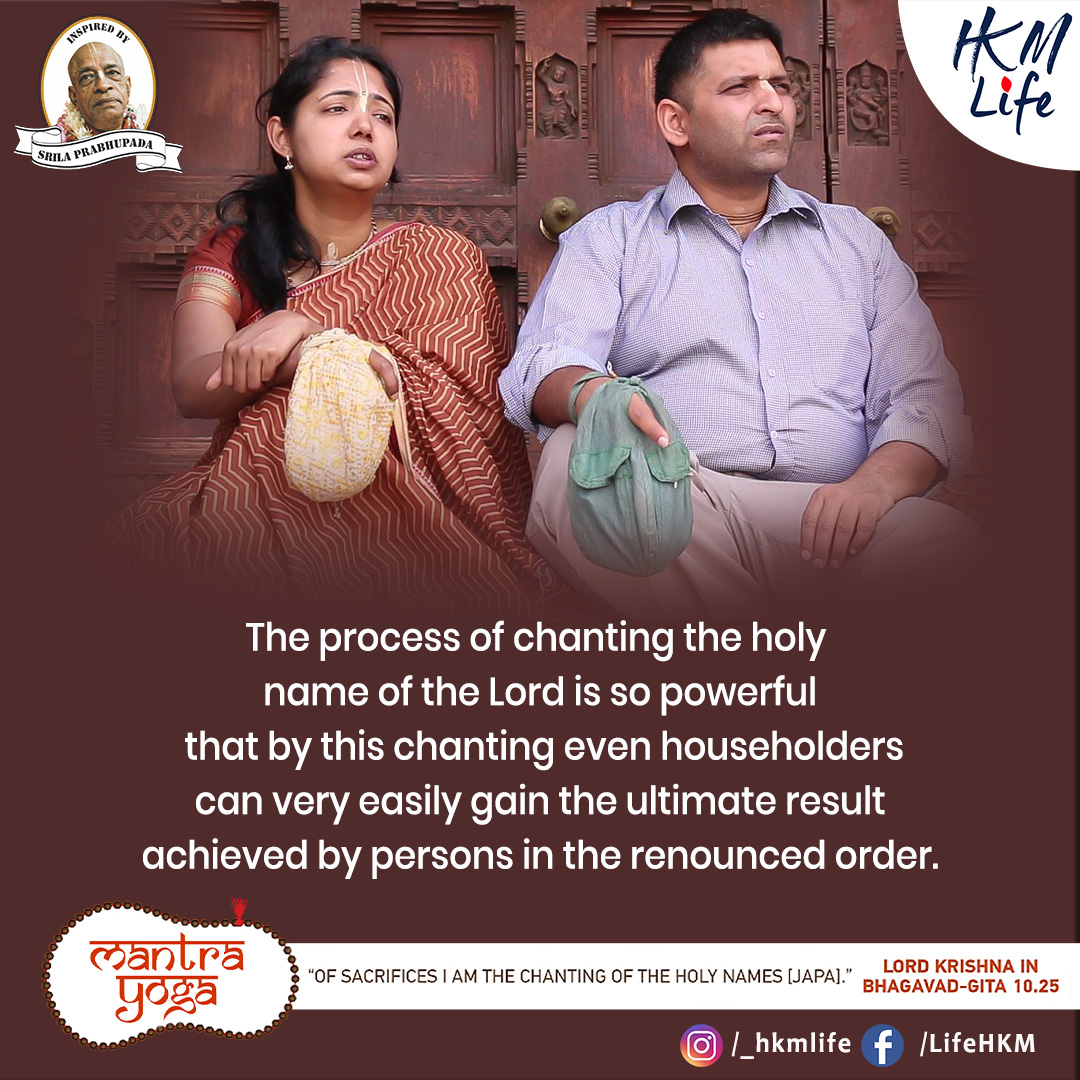 INSPIRED BY
SRILA PRABHUPADA
HKM
Life
The process of chanting the holy
name of the Lord is so powerful
that by this chanting even householders
can very easily gain the ultimate result
achieved by persons in the renounced order.
mantra
yoga
“OF SACRIFICES I AM THE CHANTING OF THE HOLY NAMES [JAPA].”
LORD KRISHNA IN
BHAGAVAD-GITA 10.25
/_hkmlife
/LifeHKM